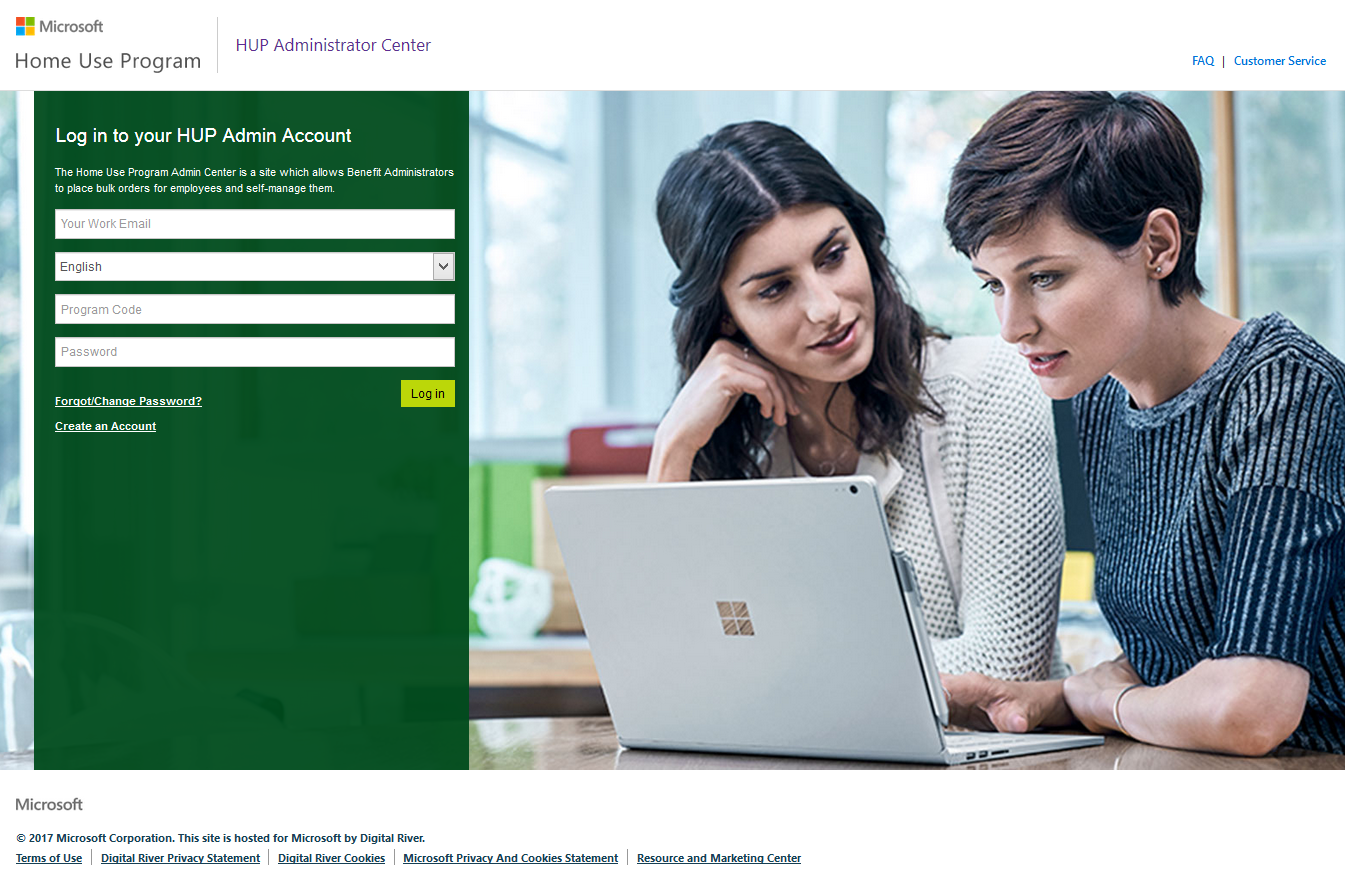 Microsoft
Home Use Program
HUP Administrator Center
FAQ | Customer Service
Log in to your HUP Admin Account
The Home Use Program Admin Center is a site which allows Benefit Administrators
to place bulk orders for employees and self-manage them.
Your Work Email
English
Program Code
Password
Log in
Forgot/Change Password?
Create an Account
Microsoft
© 2017 Microsoft Corporation. This site is hosted for Microsoft by Digital River.
Terms of Use | Digital River Privacy Statement | Digital River Cookies | Microsoft Privacy And Cookies Statement | Resource and Marketing Center